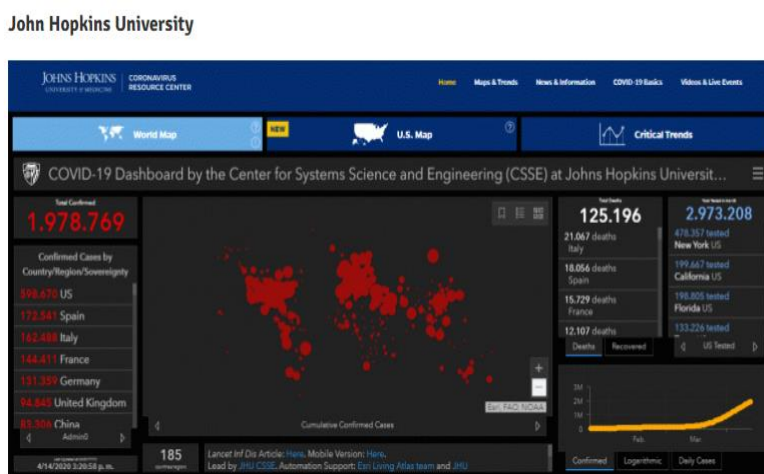 John Hopkins University
JOHNS HOPKINS
UNIVERSITY & MEDICINE
CORONAVIRUS
RESOURCE CENTER
Home
Maps & Trends
News & Information
COVID-19 Basics
Videos & Live Events
World Map
NEW
U.S. Map
Critical Trends
COVID-19 Dashboard by the Center for Systems Science and Engineering (CSSE) at Johns Hopkins Universit...
Total Confirmed
1.978.769
Confirmed Cases by
Country/Region/Sovereignty
598.670 US
172.541 Spain
162.488 Italy
144.411 France
131.359 Germany
94.845 United Kingdom
83.306 China
Admin0
4/14/2020 3:20:58 p. m.
Esri, FAO, NOAA
Cumulative Confirmed Cases
185
Lancet Inf Dis Article: Here. Mobile Version: Here.
Lead by JHU CSSE. Automation Support: Esri Living Atlas team and JHU
Total Deaths
125.196
21.067 deaths
Italy
18.056 deaths
Spain
15.729 deaths
France
12.107 deaths
Deaths
Recovered
2.973.208
478.357 tested
New York US
199.667 tested
California US
198.805 tested
Florida US
133.226 tested
US Tested
3M
2M
1M
0
Feb.
Mar
Confirmed
Logarithmic
Daily Cases